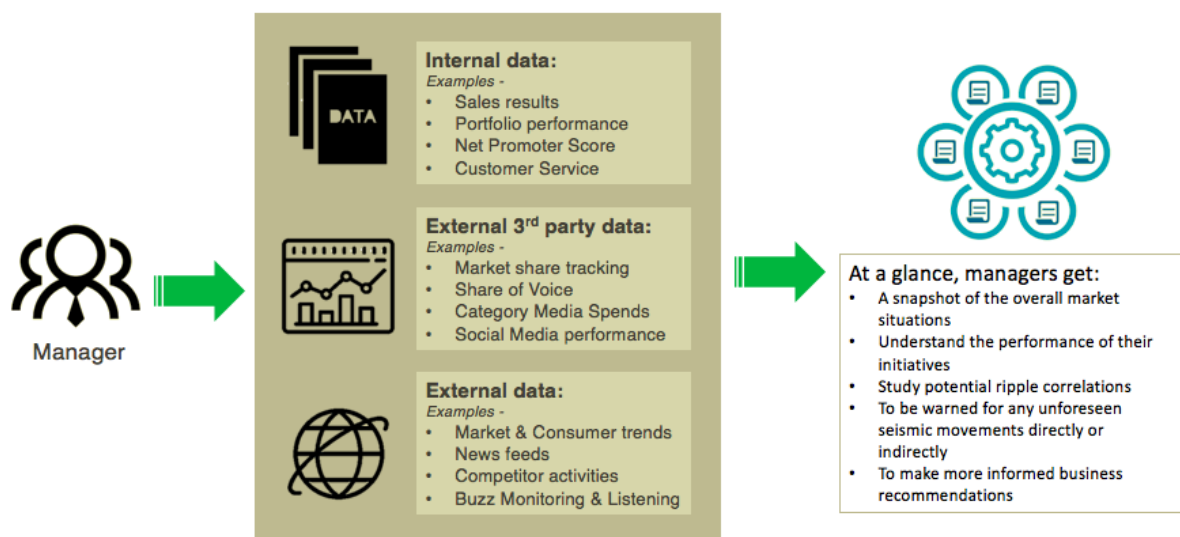 Manager
DATA
Internal data:
Examples -
• Sales results
• Portfolio performance
• Net Promoter Score
• Customer Service
External 3rd party data:
Examples -
• Market share tracking
• Share of Voice
• Category Media Spends
• Social Media performance
External data:
Examples -
• Market & Consumer trends
• News feeds
• Competitor activities
• Buzz Monitoring & Listening
At a glance, managers get:
• A snapshot of the overall market
situations
• Understand the performance of their
initiatives
• Study potential ripple correlations
• To be warned for any unforeseen
seismic movements directly or
indirectly
• To make more informed business
recommendations